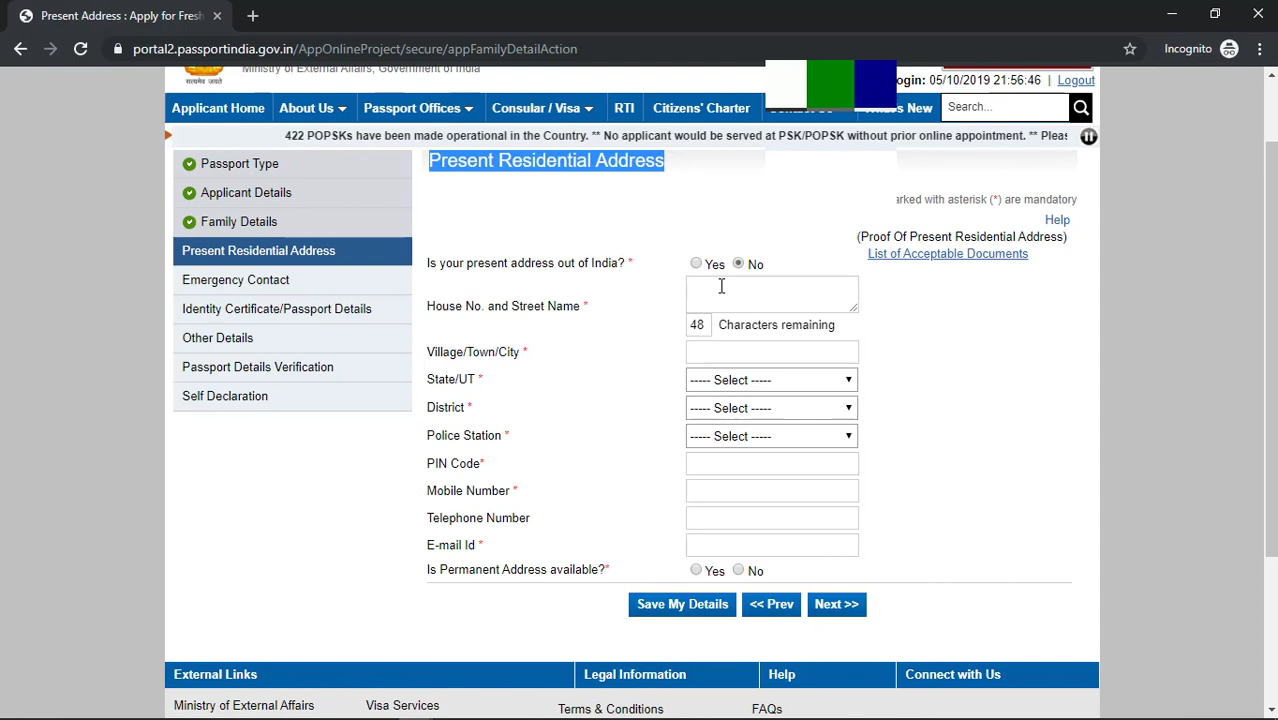 Present Address : Apply for Fresh
portal2.passportindia.gov.in/AppOnlineProject/secure/appFamilyDetailAction
Incognito
Ministry of External Affairs, Government of India
सत्यमेव जयते
ogin: 05/10/2019 21:56:46 | Logout
Applicant Home
About Us
Passport Offices
Consular / Visa
RTI
Citizens' Charter
New
Search...
422 POPSKs have been made operational in the Country. ** No applicant would be served at PSK/POPSK without prior online appointment. ** Pleas
Passport Type
Applicant Details
Family Details
Present Residential Address
Emergency Contact
Identity Certificate/Passport Details
Other Details
Passport Details Verification
Self Declaration
Present Residential Address
arked with asterisk (*) are mandatory
Help
(Proof Of Present Residential Address)
List of Acceptable Documents
Is your present address out of India? * Yes No
House No. and Street Name *
48 Characters remaining
Village/Town/City *
State/UT * ----- Select -----
District * ----- Select -----
Police Station * ----- Select -----
PIN Code*
Mobile Number *
Telephone Number
E-mail Id *
Is Permanent Address available?* Yes No
Save My Details
<< Prev
Next >>
External Links
Legal Information
Help
Connect with Us
Ministry of External Affairs
Visa Services
Terms & Conditions
FAQs